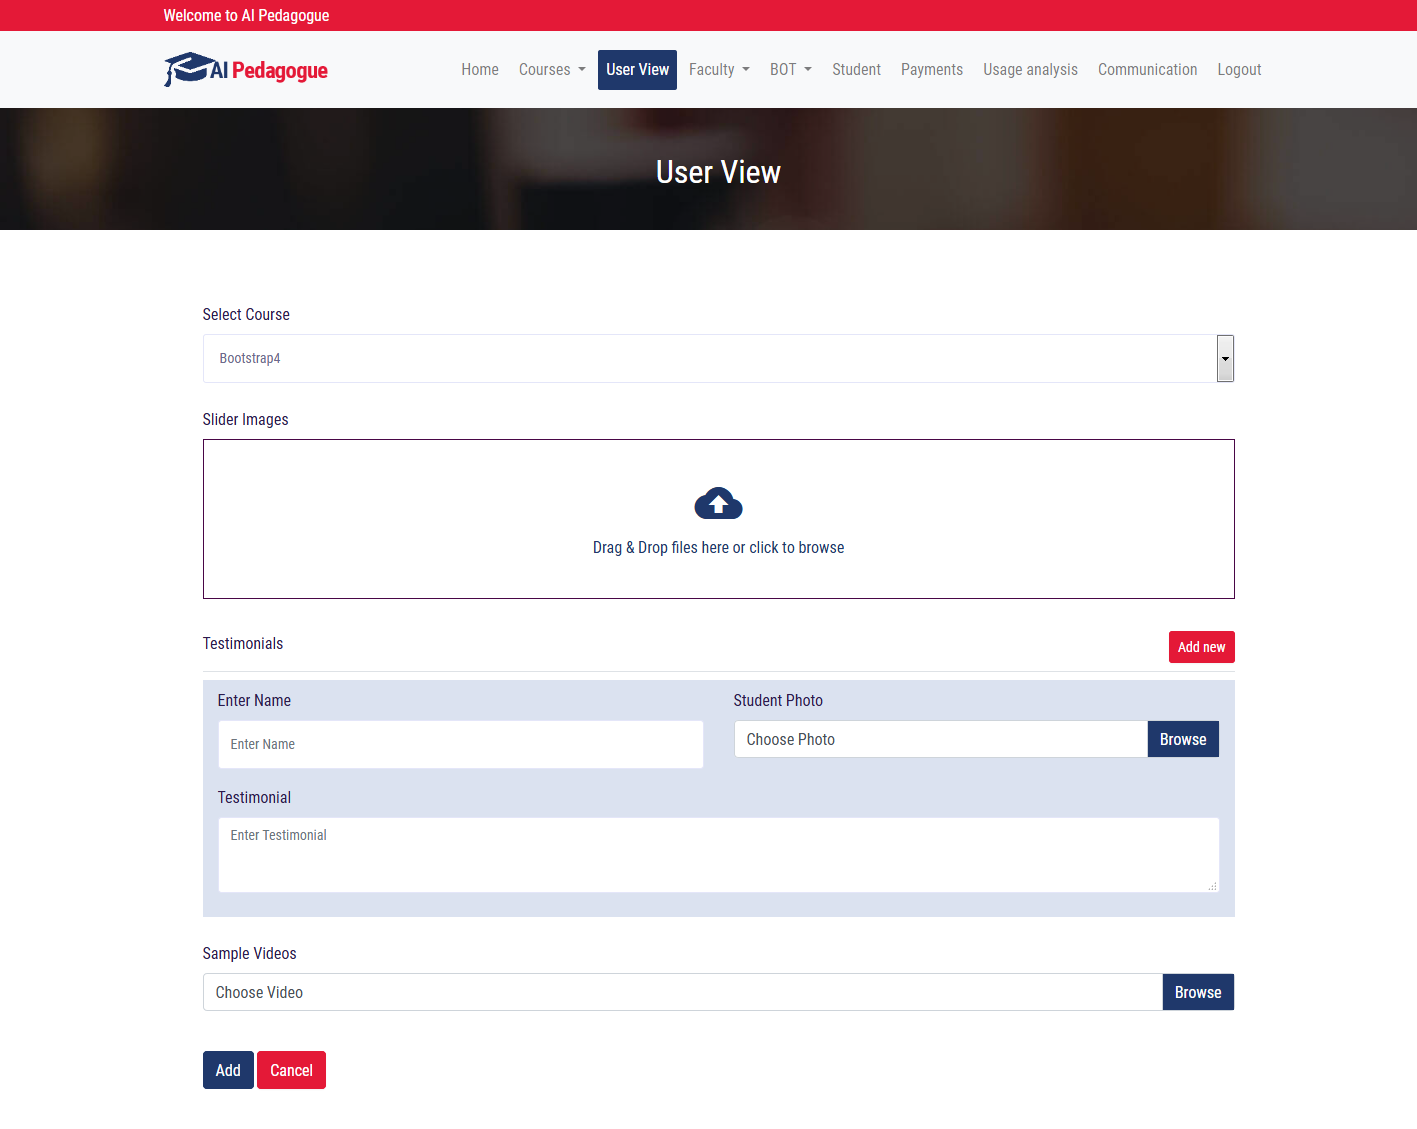 Welcome to AI Pedagogue
AI Pedagogue
Home Courses User View Faculty BOT Student Payments Usage analysis Communication Logout
User View
Select Course
Bootstrap4
Slider Images
Drag & Drop files here or click to browse
Testimonials Add new
Enter Name Student Photo
Enter Name Choose Photo Browse
Testimonial
Enter Testimonial
Sample Videos
Choose Video Browse
Add Cancel